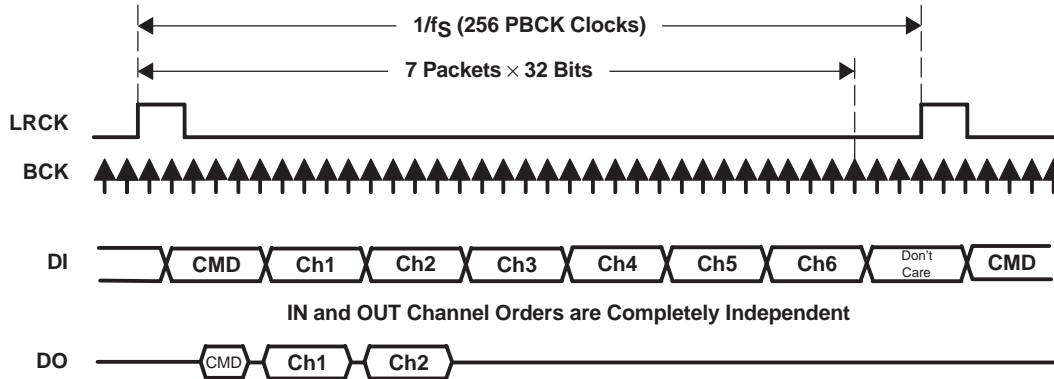 1/fS (256 PBCK Clocks)
7 Packets × 32 Bits
LRCK
BCK
DI CMD Ch1 Ch2 Ch3 Ch4 Ch5 Ch6 Don't Care CMD
IN and OUT Channel Orders are Completely Independent
DO CMD Ch1 Ch2